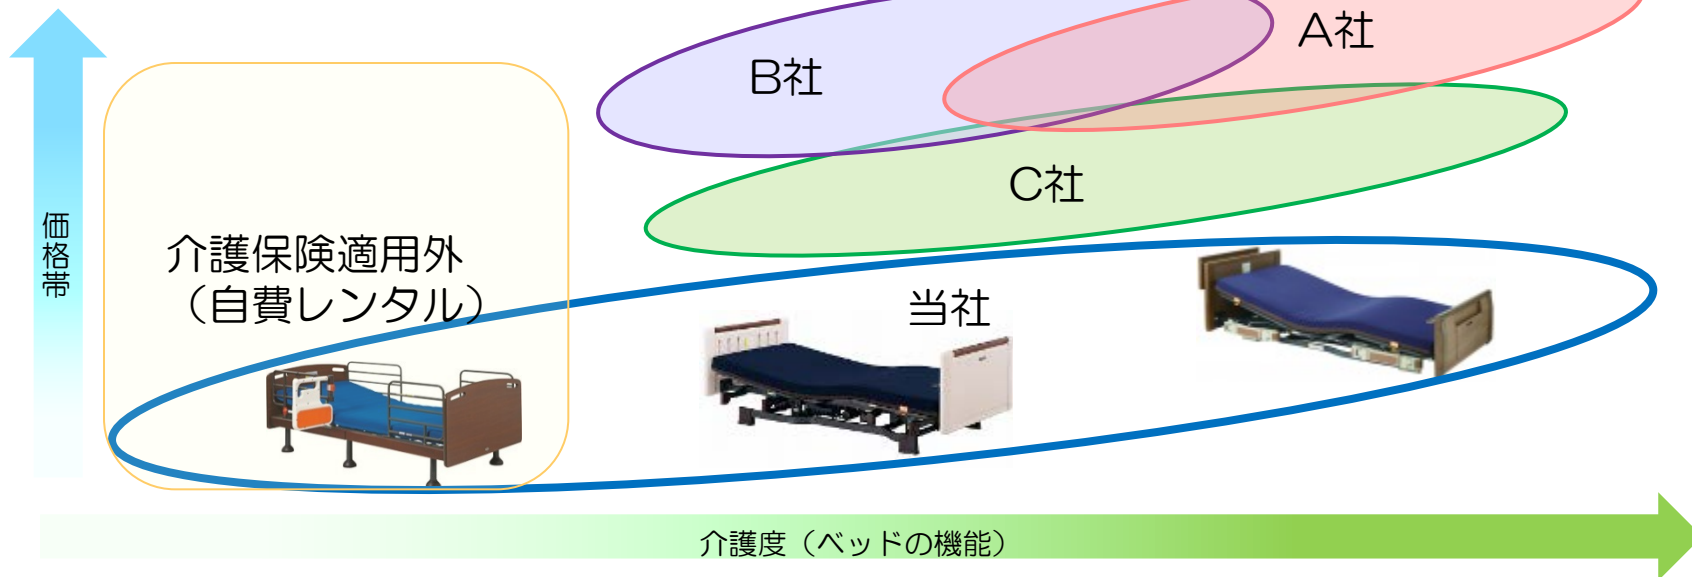 A社
B社
C社
価格帯
介護保険適用外
（自費レンタル）
当社
介護度（ベッドの機能）